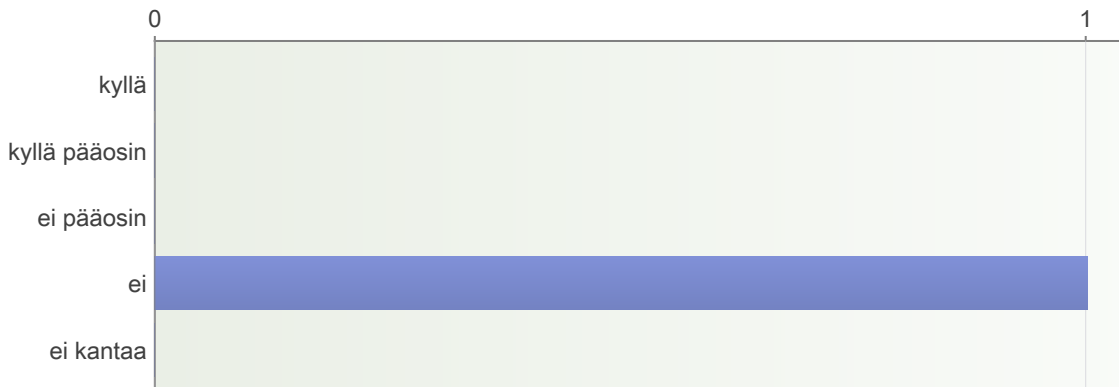 0 1
kyllä
kyllä pääosin
ei pääosin
ei
ei kantaa